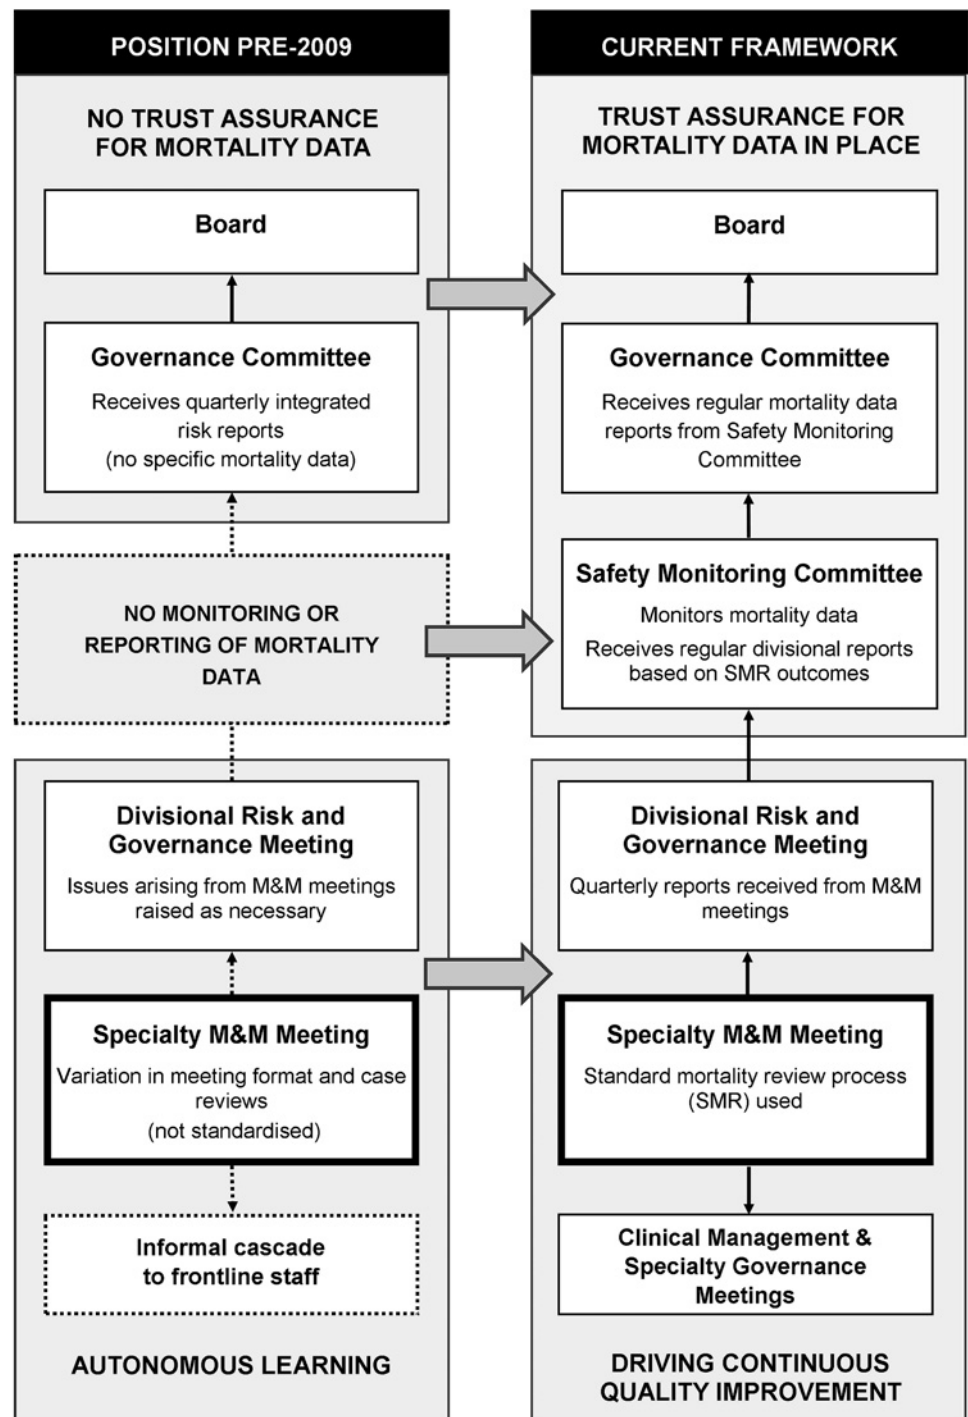 POSITION PRE-2009
NO TRUST ASSURANCE
FOR MORTALITY DATA
Board
Governance Committee
Receives quarterly integrated
risk reports
(no specific mortality data)
NO MONITORING OR
REPORTING OF MORTALITY
DATA
Divisional Risk and
Governance Meeting
Issues arising from M&M meetings
raised as necessary
Specialty M&M Meeting
Variation in meeting format and case
reviews
(not standardised)
Informal cascade
to frontline staff
AUTONOMOUS LEARNING
CURRENT FRAMEWORK
TRUST ASSURANCE FOR
MORTALITY DATA IN PLACE
Board
Governance Committee
Receives regular mortality data
reports from Safety Monitoring
Committee
Safety Monitoring Committee
Monitors mortality data
Receives regular divisional reports
based on SMR outcomes
Divisional Risk and
Governance Meeting
Quarterly reports received from M&M
meetings
Specialty M&M Meeting
Standard mortality review process
(SMR) used
Clinical Management &
Specialty Governance
Meetings
DRIVING CONTINUOUS
QUALITY IMPROVEMENT